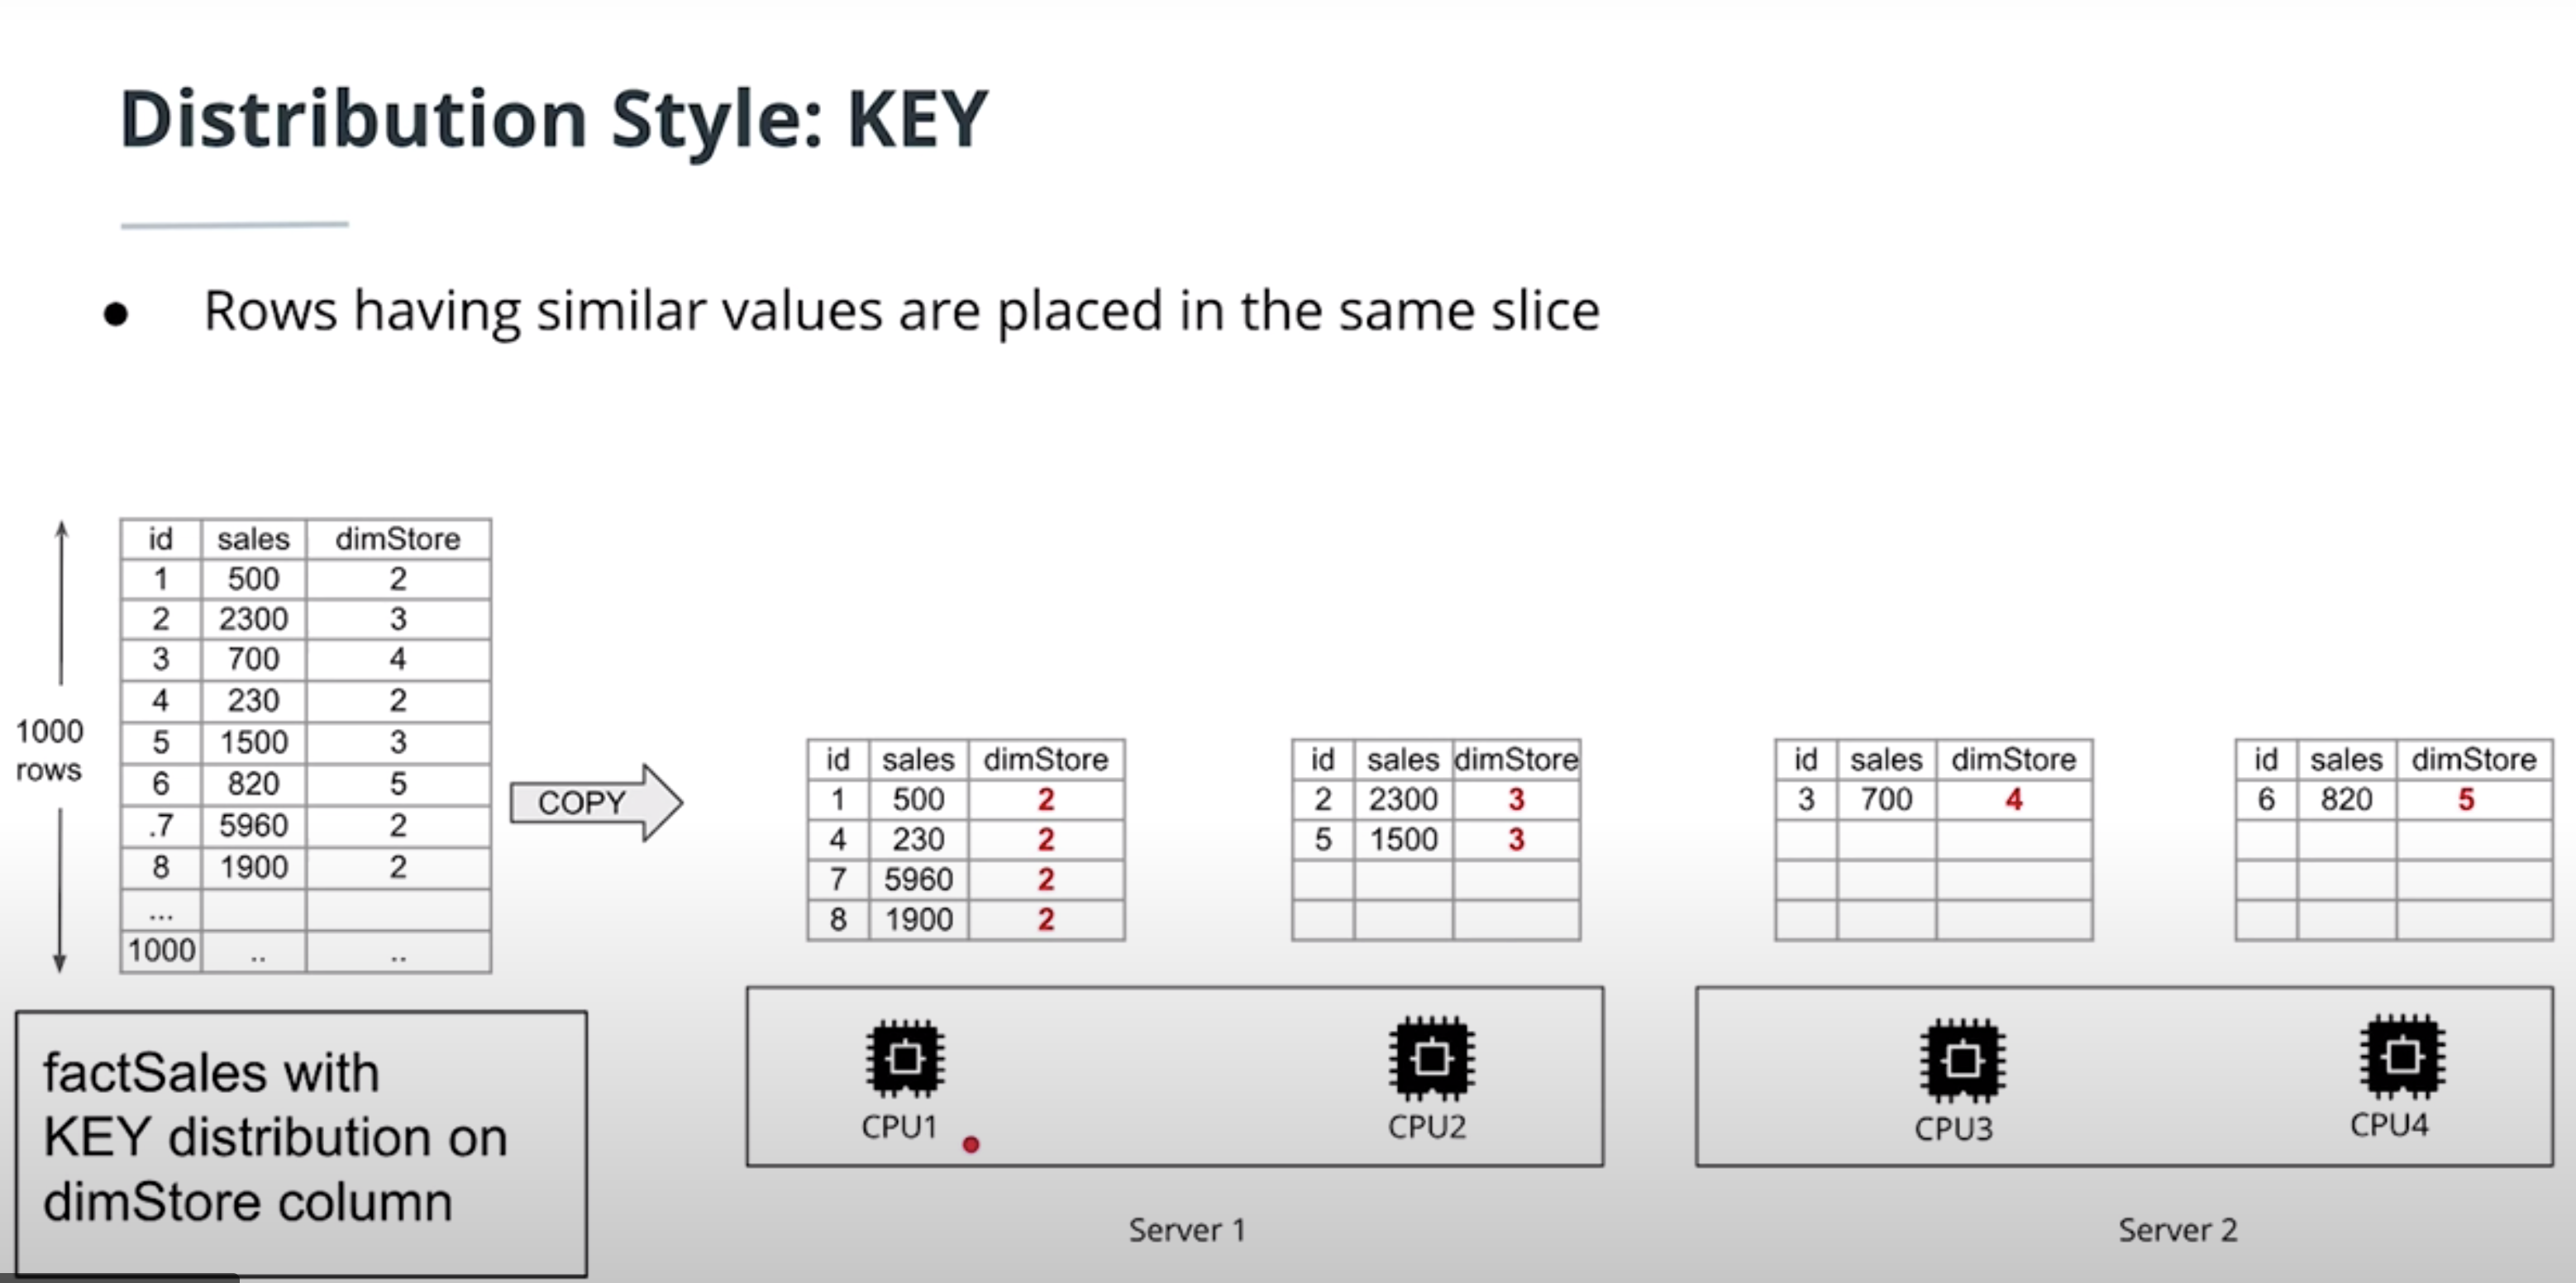 Distribution Style: KEY
● Rows having similar values are placed in the same slice
1000
rows
id sales dimStore
1 500 2
2 2300 3
3 700 4
4 230 2
5 1500 3
6 820 5
.7 5960 2
8 1900 2
...
1000 .. ..
COPY
id sales dimStore
1 500 2
4 230 2
7 5960 2
8 1900 2
id sales dimStore
2 2300 3
5 1500 3
id sales dimStore
3 700 4
id sales dimStore
6 820 5
factSales with
KEY distribution on
dimStore column
CPU1
CPU2
CPU3
CPU4
Server 1
Server 2